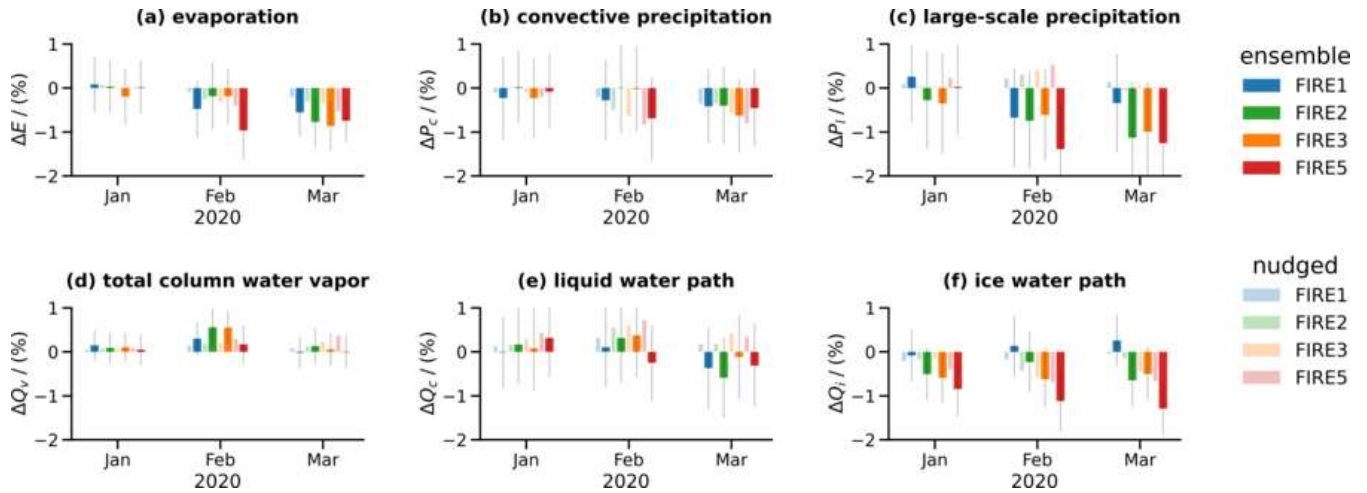 (a) evaporation
(b) convective precipitation
(c) large-scale precipitation
1
0
−1
−2
ΔE / (%)
Jan
Feb
Mar
2020
1
0
−1
−2
ΔP_c / (%)
Jan
Feb
Mar
2020
1
0
−1
−2
ΔP_l / (%)
Jan
Feb
Mar
2020
ensemble
FIRE1
FIRE2
FIRE3
FIRE5
(d) total column water vapor
(e) liquid water path
(f) ice water path
1
0
−1
−2
ΔQ_v / (%)
Jan
Feb
Mar
2020
1
0
−1
−2
ΔQ_c / (%)
Jan
Feb
Mar
2020
1
0
−1
−2
ΔQ_i / (%)
Jan
Feb
Mar
2020
nudged
FIRE1
FIRE2
FIRE3
FIRE5